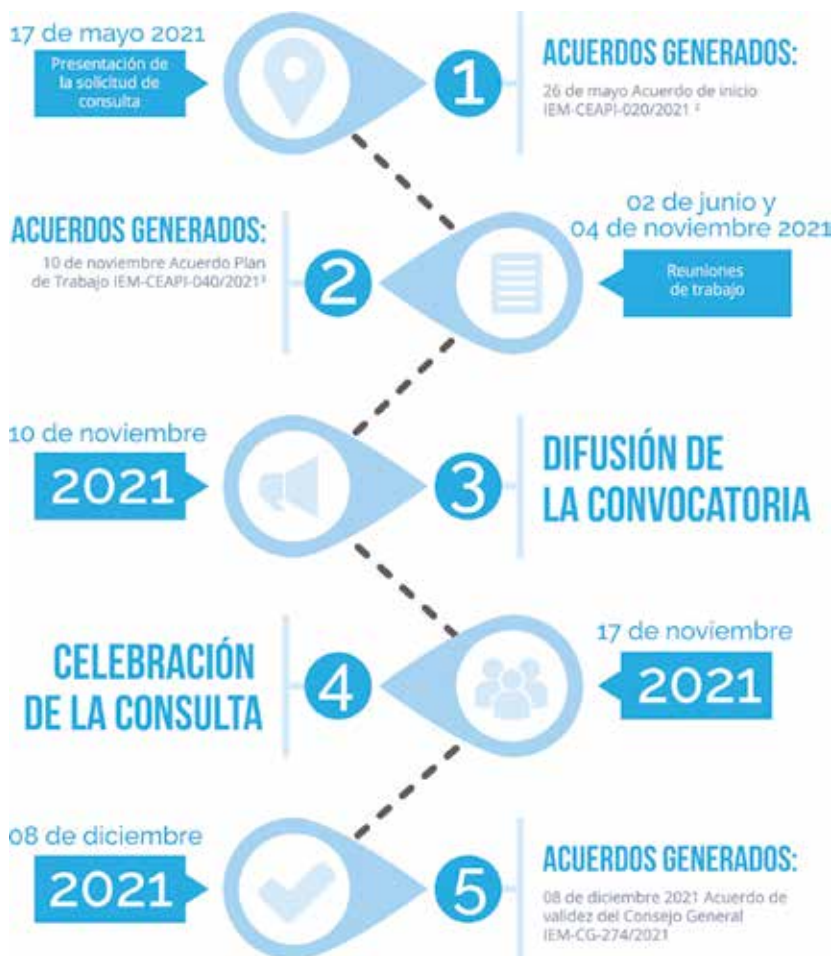 17 de mayo 2021
Presentación de
la solicitud de
consulta
1
ACUERDOS GENERADOS:
26 de mayo Acuerdo de inicio
IEM-CEAPI-020/2021 ²
ACUERDOS GENERADOS:
10 de noviembre Acuerdo Plan
de Trabajo IEM-CEAPI-040/2021³
2
02 de junio y
04 de noviembre 2021
Reuniones
de trabajo
10 de noviembre
2021
3
DIFUSIÓN DE
LA CONVOCATORIA
CELEBRACIÓN
DE LA CONSULTA
4
17 de noviembre
2021
08 de diciembre
2021
5
ACUERDOS GENERADOS:
08 de diciembre 2021 Acuerdo de
validez del Consejo General
IEM-CG-274/2021